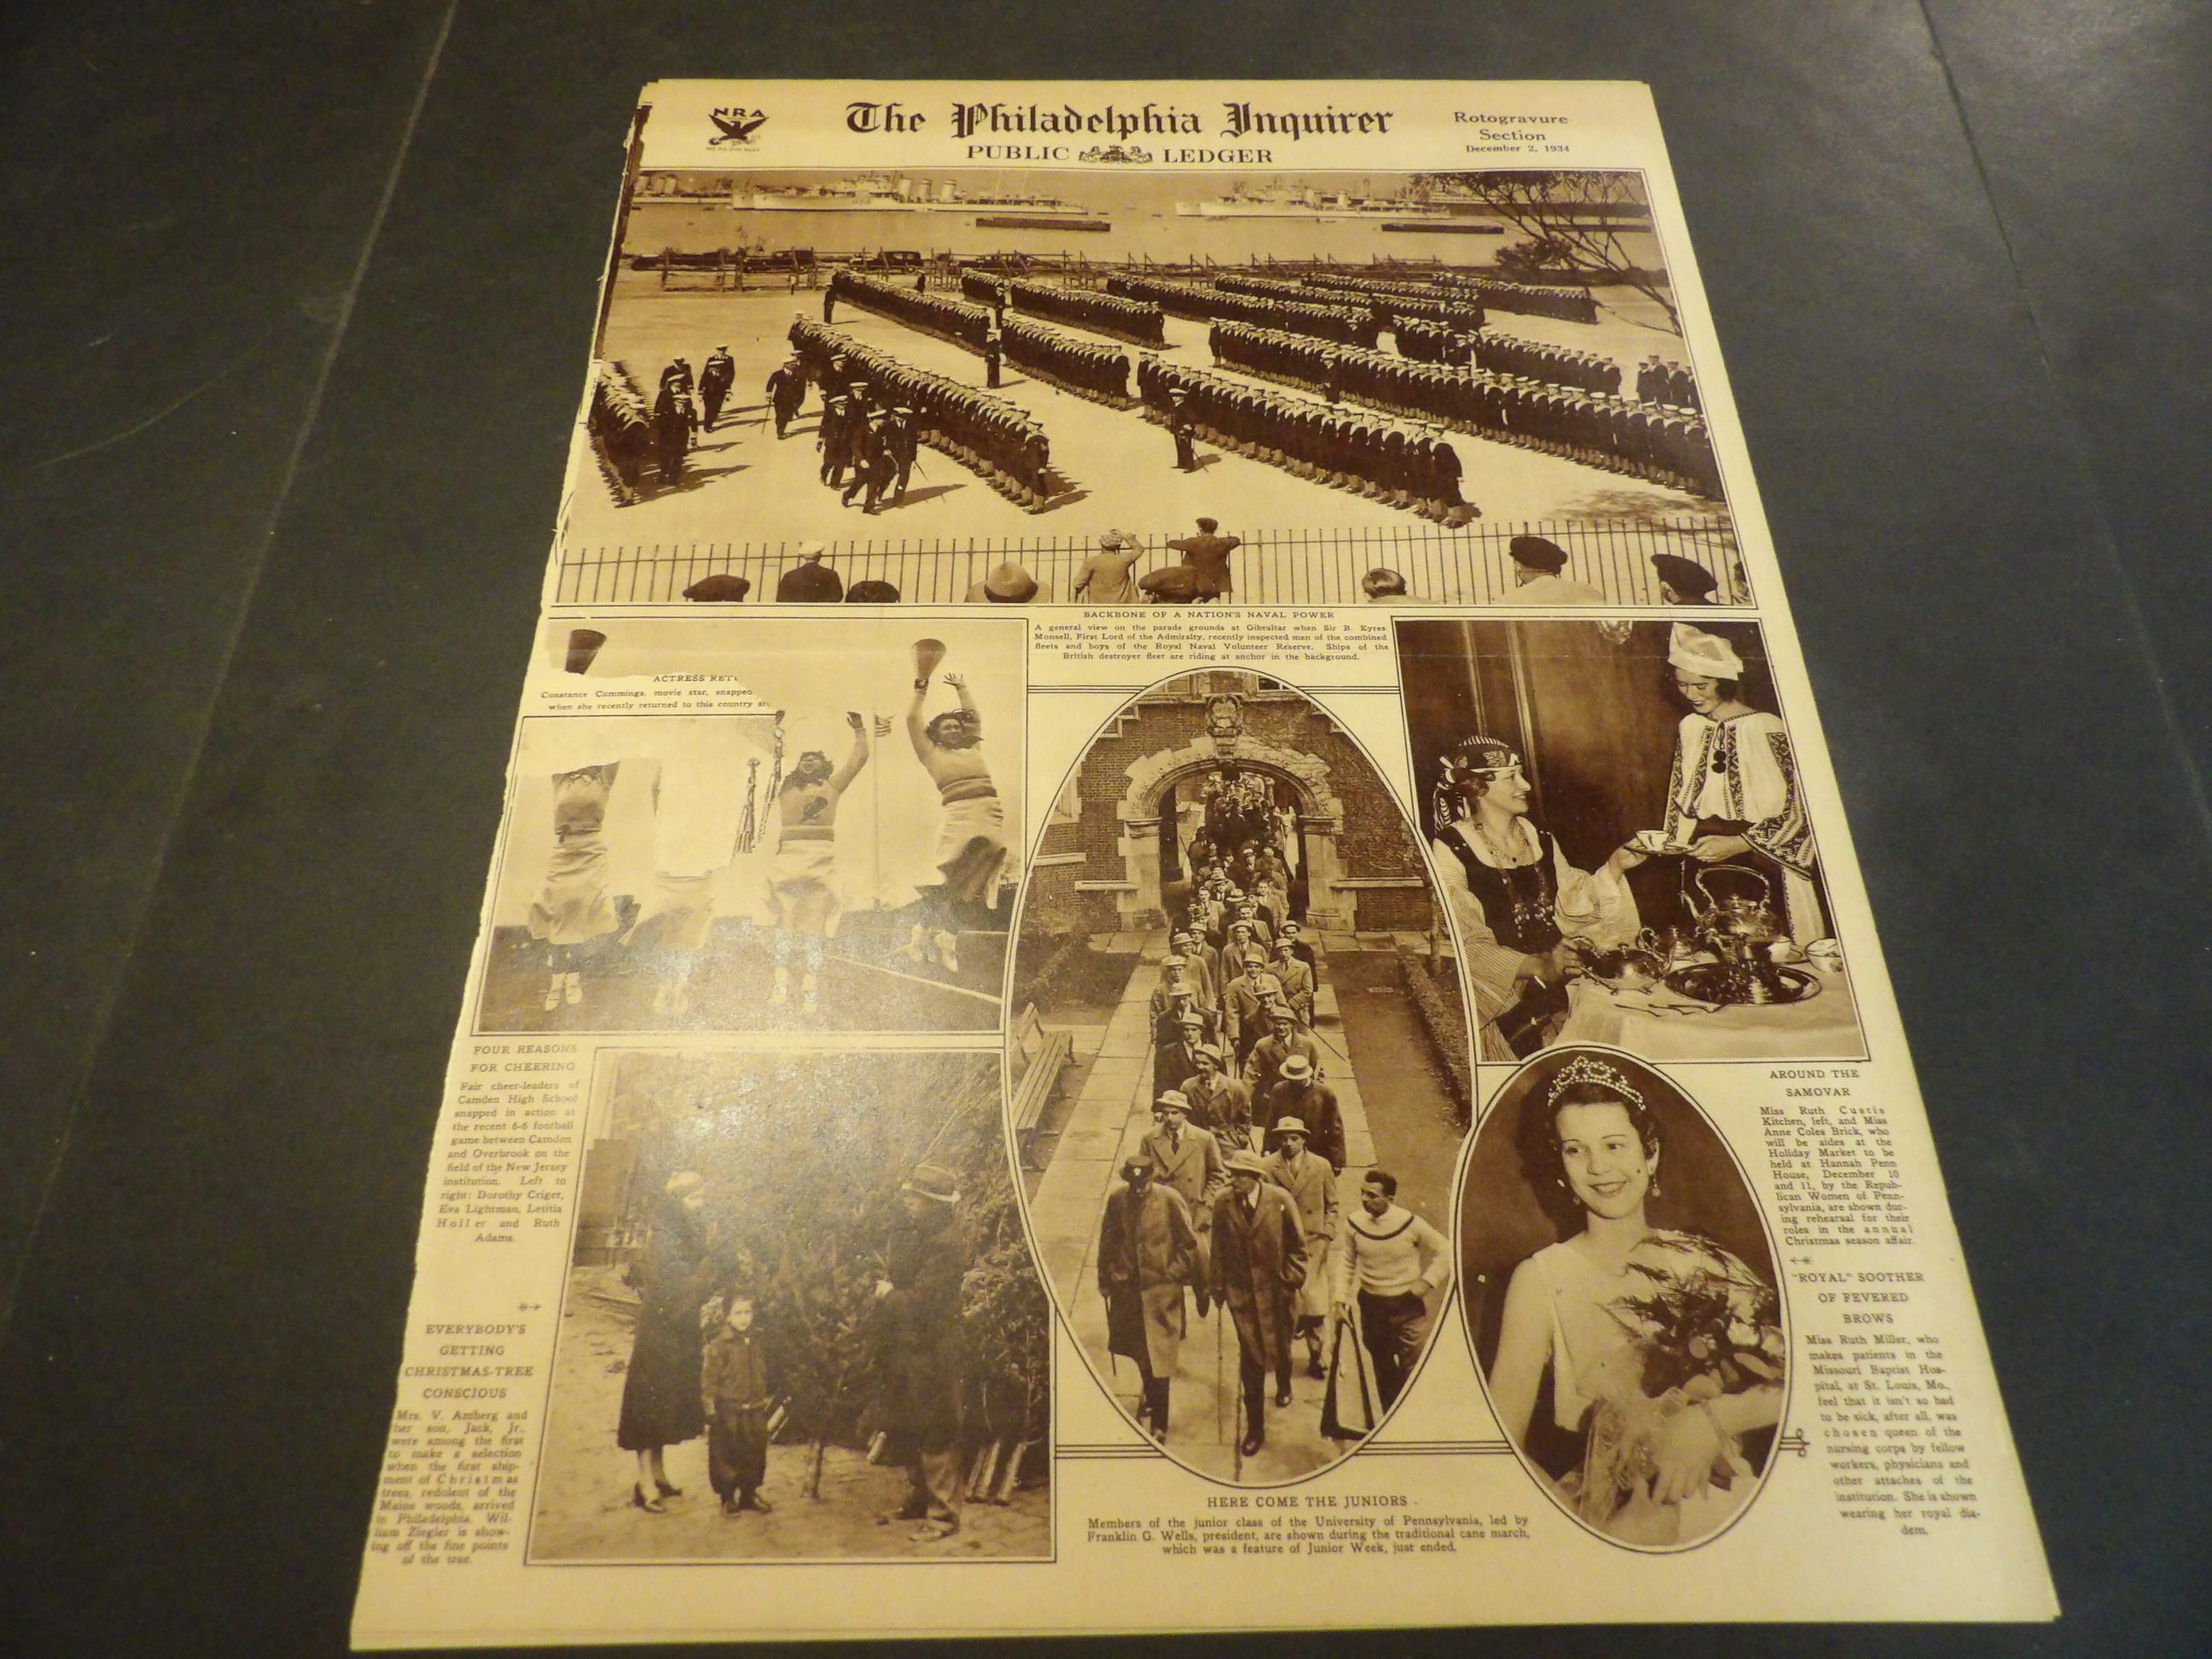 NRA
WE DO OUR PART
The Philadelphia Inquirer
PUBLIC LEDGER
Rotogravure
Section
December 2, 1934
BACKBONE OF A NATION'S NAVAL POWER
A general view on the parade grounds at Gibraltar when Sir B. Eyres
Monsell, First Lord of the Admiralty, recently inspected men of the combined
fleets and boys of the Royal Naval Volunteer Reserve. Ships of the
British destroyer fleet are riding at anchor in the background.
ACTRESS RET
Constance Cummings, movie star, snapped
when she recently returned to this country
FOUR REASONS
FOR CHEERING
Fair cheer-leaders of
Camden High School
snapped in action at
the recent 6-6 football
game between Camden
and Overbrook on the
field of the New Jersey
institution. Left to
right: Dorothy Criger,
Eva Lightman, Letitia
Holler and Ruth
Adams.
EVERYBODY'S
GETTING
CHRISTMAS-TREE
CONSCIOUS
Mrs. V. Amberg and
her son, Jack, Jr.,
were among the first
to make a selection
when the first ship-
ment of Christmas
trees, redolent of the
Maine woods, arrived
in Philadelphia. Wil-
liam Ziegler is show-
ing off the fine points
of the tree.
HERE COME THE JUNIORS
Members of the junior class of the University of Pennsylvania, led by
Franklin G. Wells, president, are shown during the traditional cane march,
which was a feature of Junior Week, just ended.
AROUND THE
SAMOVAR
Miss Ruth Custis
Kitchen, left, and Miss
Anne Coles Brick, who
will be aides at the
Holiday Market to be
held at Hannah Penn
House, December 10
and 11, by the Repub-
lican Women of Penn-
sylvania, are shown dur-
ing rehearsal for their
roles in the annual
Christmas season affair.
"ROYAL" SOOTHER
OF FEVERED
BROWS
Miss Ruth Miller, who
makes patients in the
Missouri Baptist Hos-
pital, at St. Louis, Mo.,
feel that it isn't so bad
to be sick, after all, was
chosen queen of the
nursing corps by fellow
workers, physicians and
other attaches of the
institution. She is shown
wearing her royal dia-
dem.